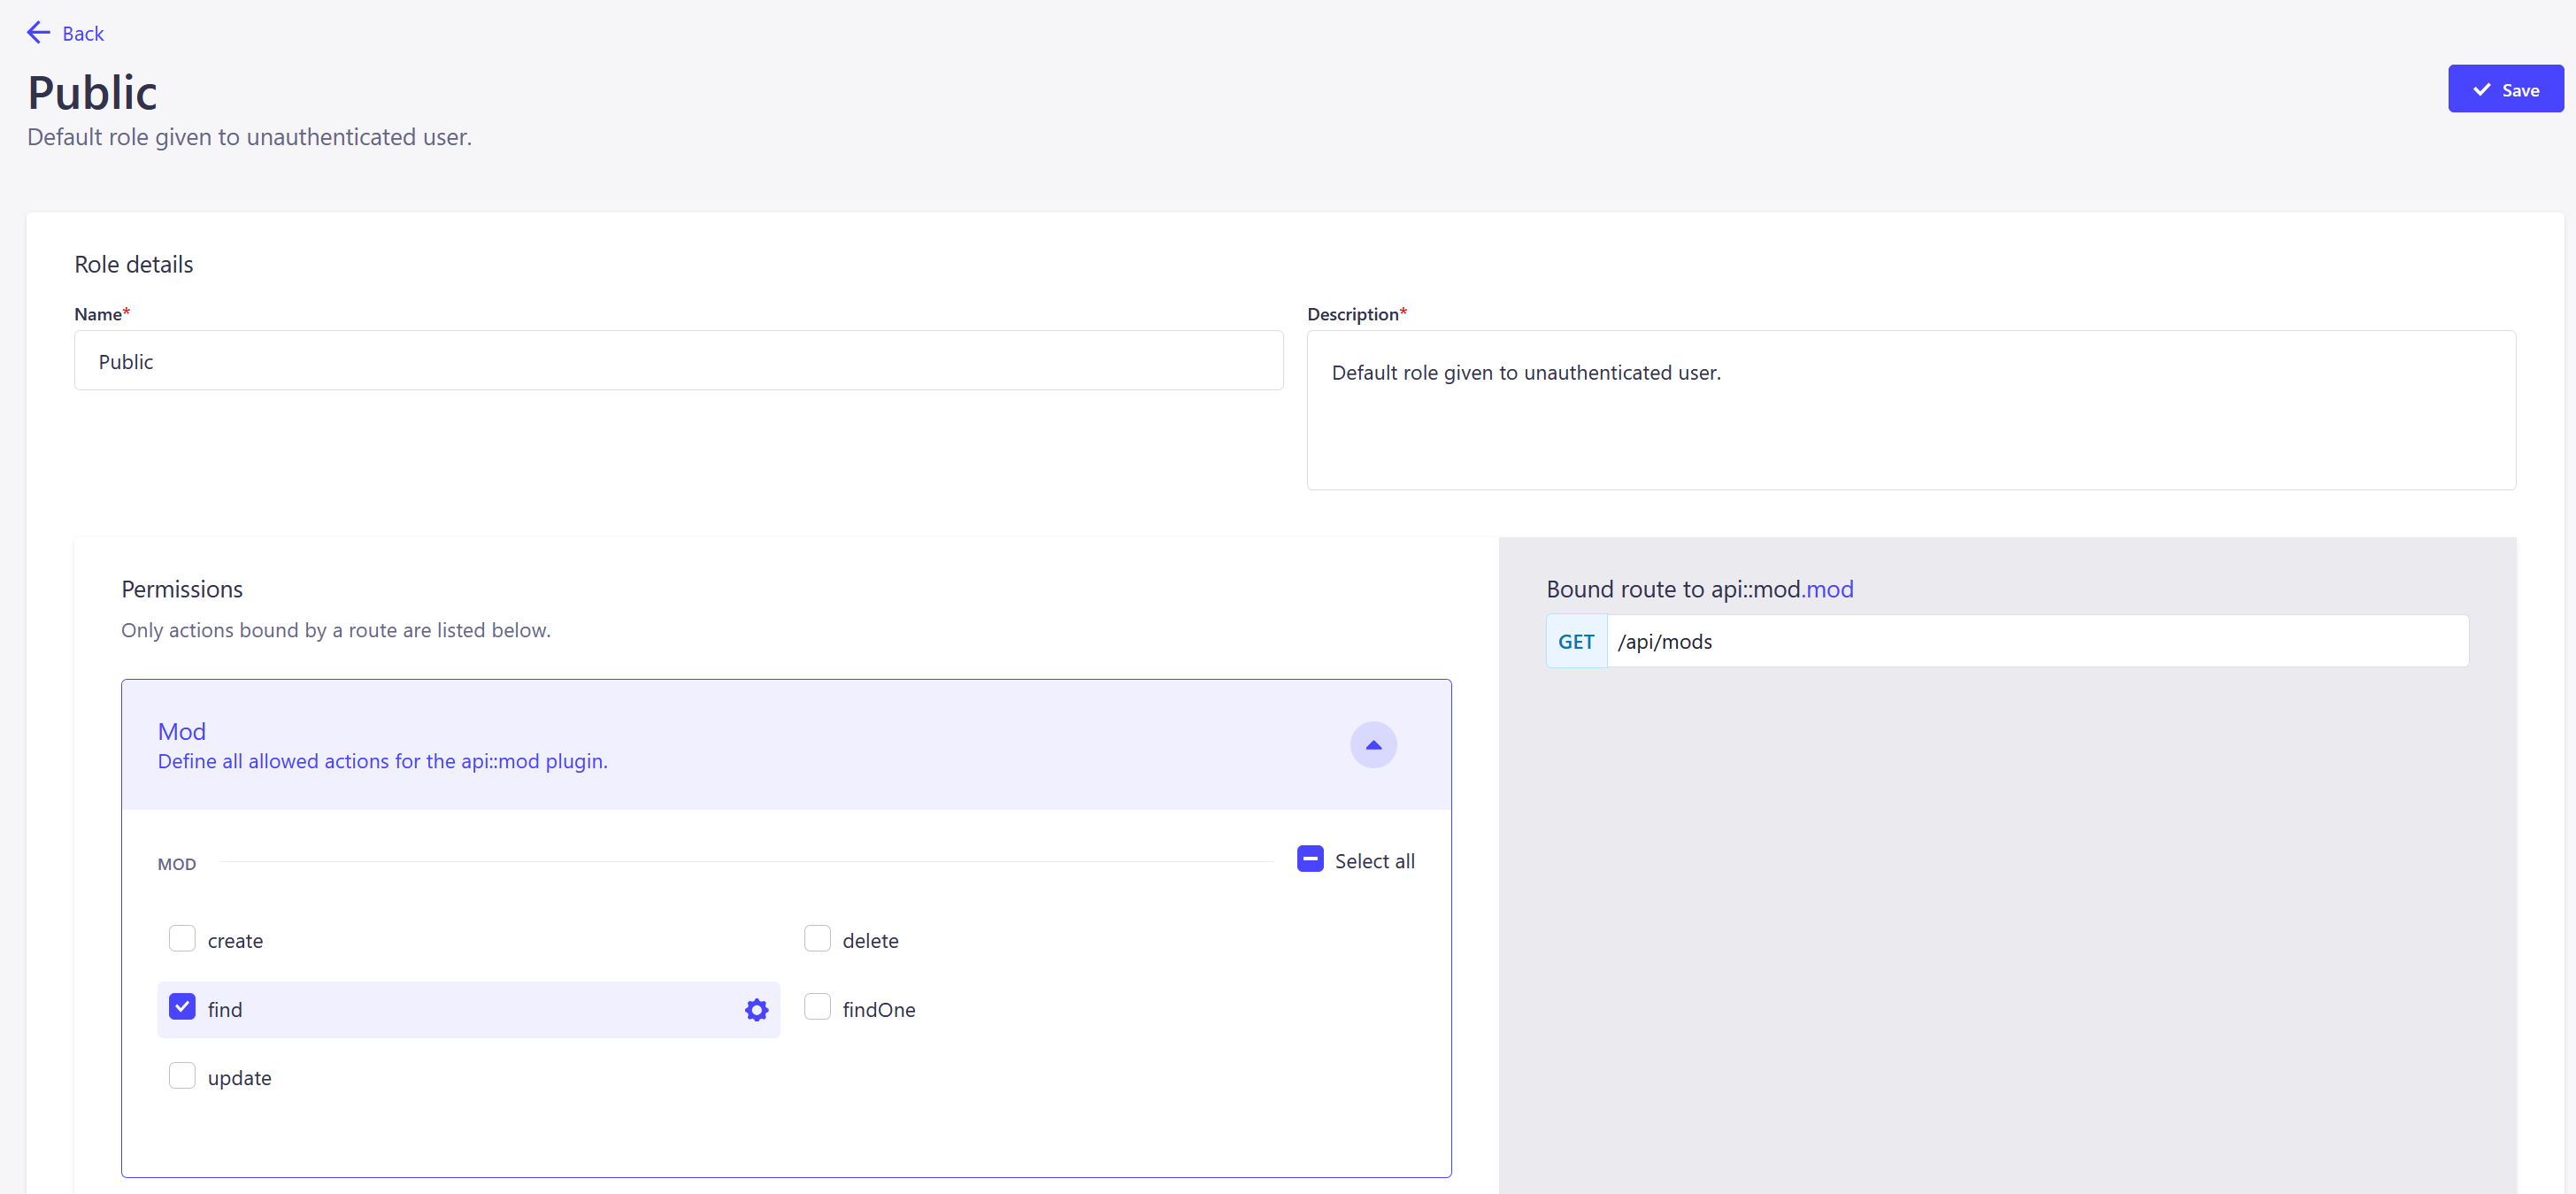 Back
Public
Save
Default role given to unauthenticated user.
Role details
Name*
Description*
Public
Default role given to unauthenticated user.
Permissions
Only actions bound by a route are listed below.
Bound route to api::mod.mod
GET /api/mods
Mod
Define all allowed actions for the api::mod plugin.
MOD
Select all
create
delete
find
findOne
update